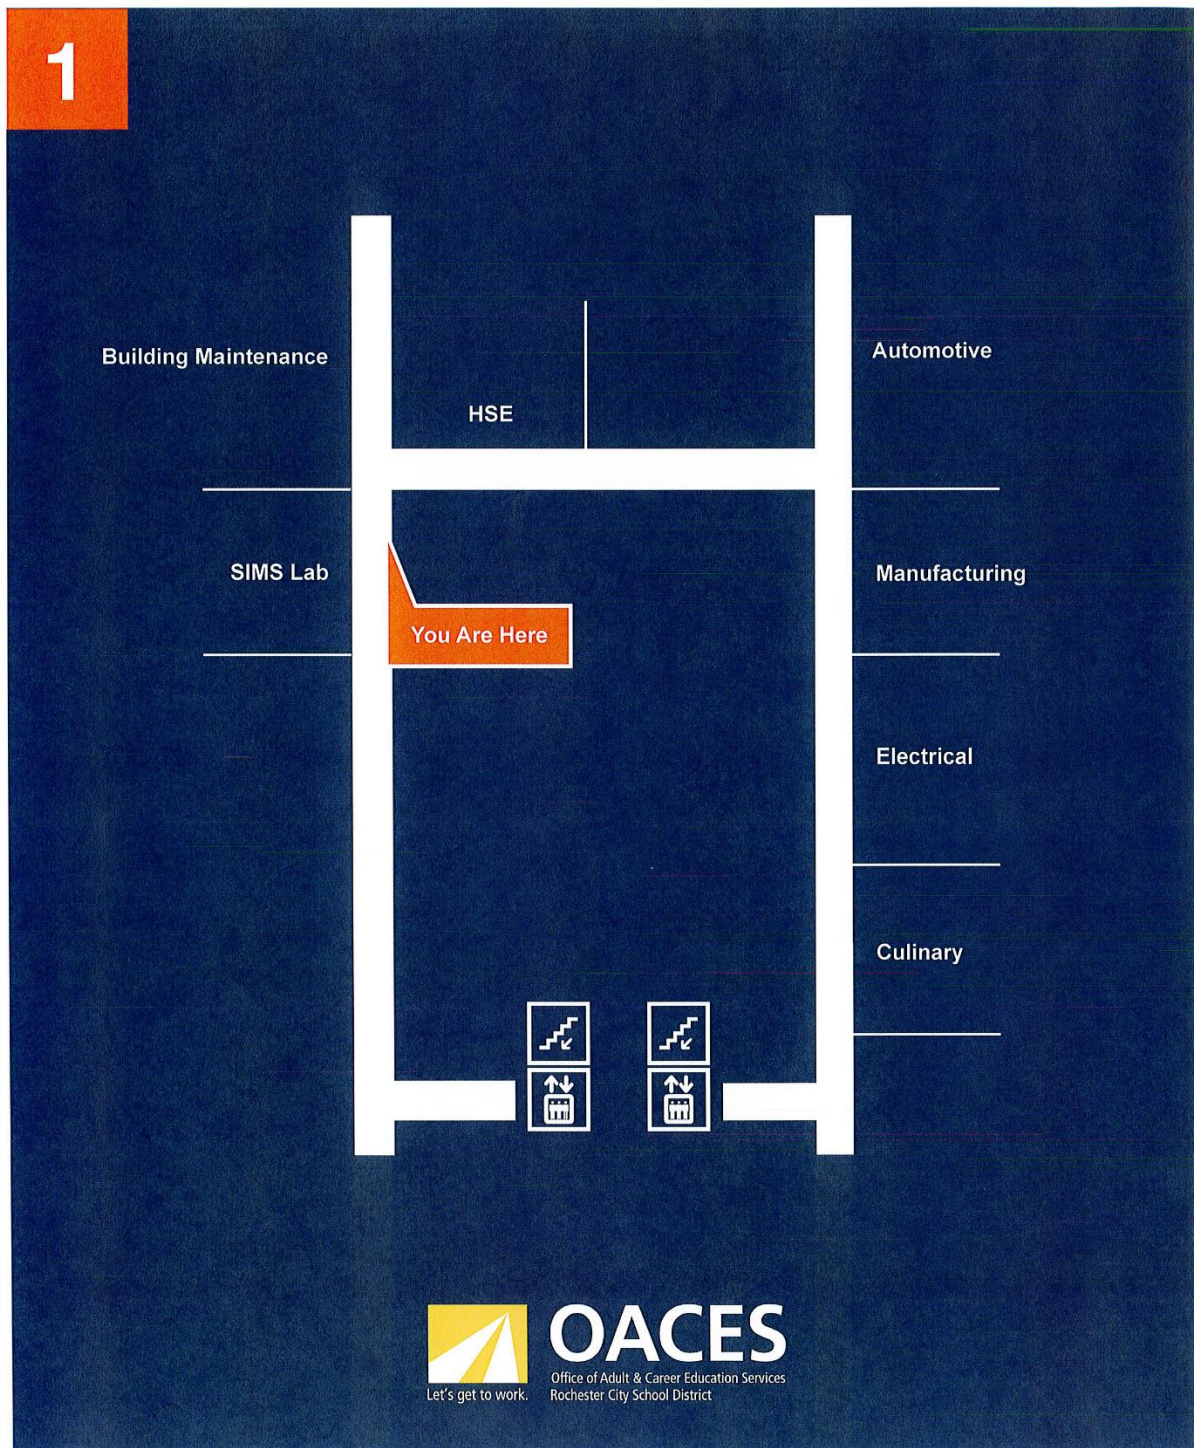 1
Building Maintenance
Automotive
HSE
SIMS Lab
Manufacturing
You Are Here
Electrical
Culinary
OACES
Office of Adult & Career Education Services
Let's get to work.
Rochester City School District